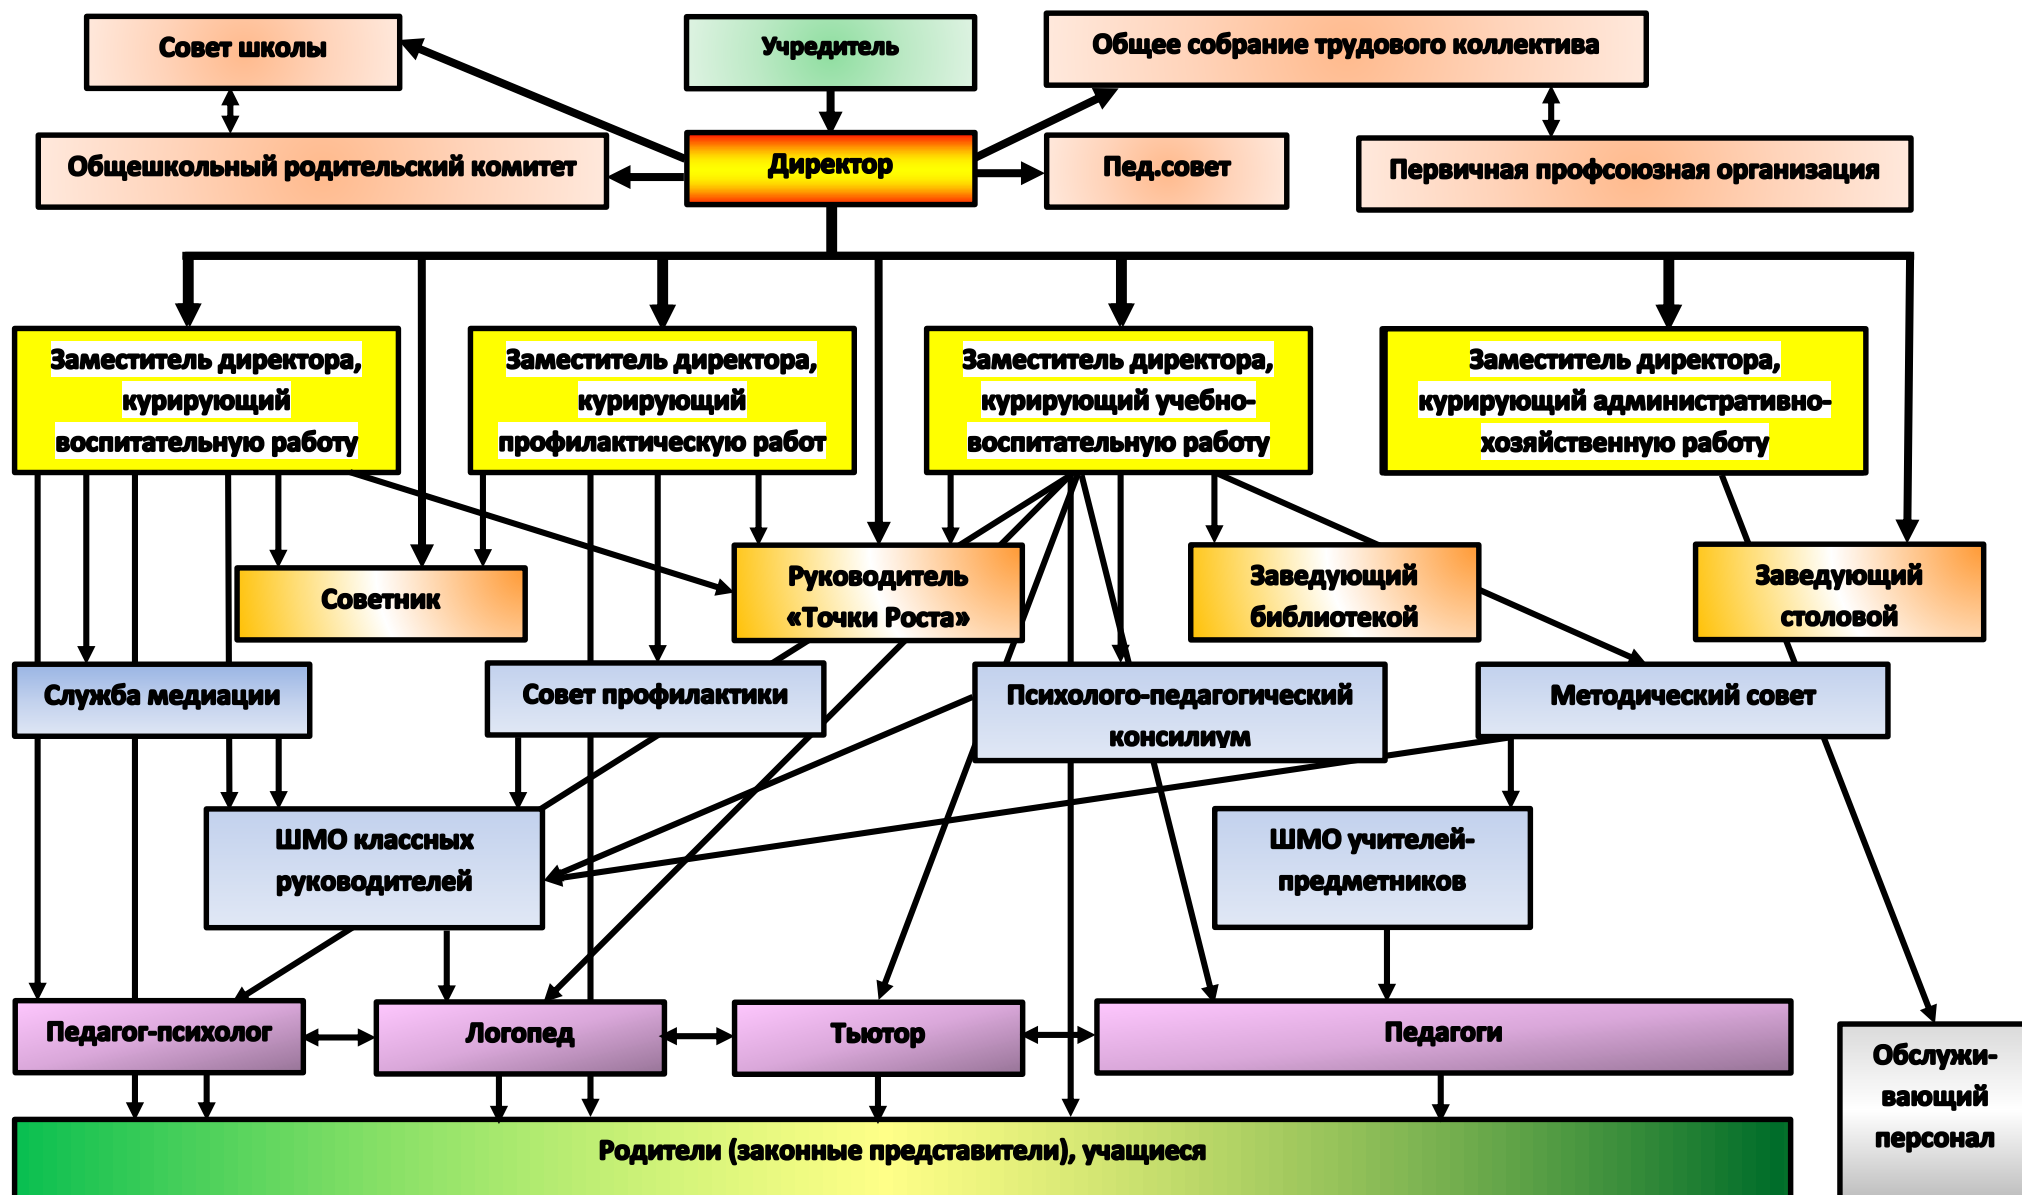 Совет школы
Учредитель
Общее собрание трудового коллектива
Общешкольный родительский комитет
Директор
Пед.совет
Первичная профсоюзная организация
Заместитель директора,
курирующий
воспитательную работу
Заместитель директора,
курирующий
профилактическую работ
Заместитель директора,
курирующий учебно-
воспитательную работу
Заместитель директора,
курирующий административно-
хозяйственную работу
Советник
Руководитель
«Точки Роста»
Заведующий
библиотекой
Заведующий
столовой
Служба медиации
Совет профилактики
Психолого-педагогический
консилиум
Методический совет
ШМО классных
руководителей
ШМО учителей-
предметников
Педагог-психолог
Логопед
Тьютор
Педагоги
Обслужи-
вающий
персонал
Родители (законные представители), учащиеся